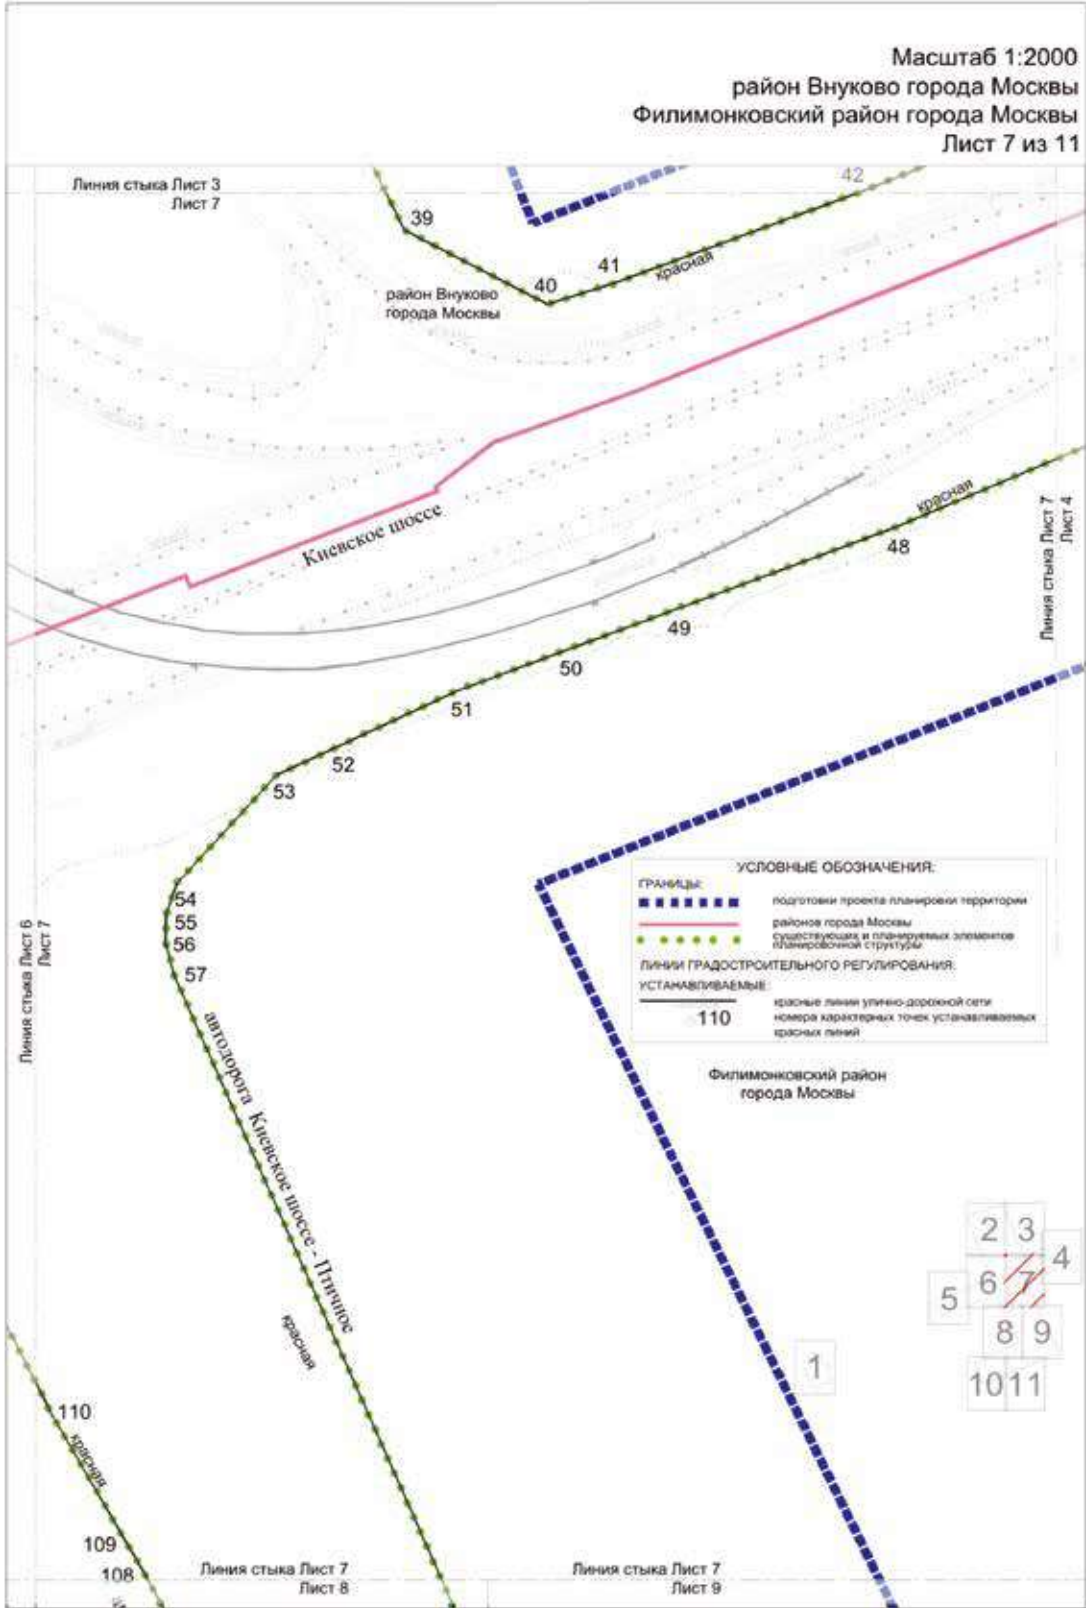 Масштаб 1:2000
район Внуково города Москвы
Филимонковский район города Москвы
Лист 7 из 11
Линия стыка Лист 3
Лист 7
42
39
41
красная
40
район Внуково
города Москвы
Киевское шоссе
красная
48
Линия стыка Лист 7
Лист 4
49
50
51
52
53
54
55
56
57
Линия стыка Лист 6
Лист 7
УСЛОВНЫЕ ОБОЗНАЧЕНИЯ:
ГРАНИЦЫ:
подготовки проекта планировки территории
районов города Москвы
существующих и планируемых элементов
планировочной структуры
ЛИНИИ ГРАДОСТРОИТЕЛЬНОГО РЕГУЛИРОВАНИЯ:
УСТАНАВЛИВАЕМЫЕ:
красные линии улично-дорожной сети
110
номера характерных точек устанавливаемых
красных линий
автодорога Киевское шоссе - Птичное
красная
Филимонковский район
города Москвы
2 3
4
6 7
5
8 9
1
10 11
110
красная
109
108
Линия стыка Лист 7
Лист 8
Линия стыка Лист 7
Лист 9